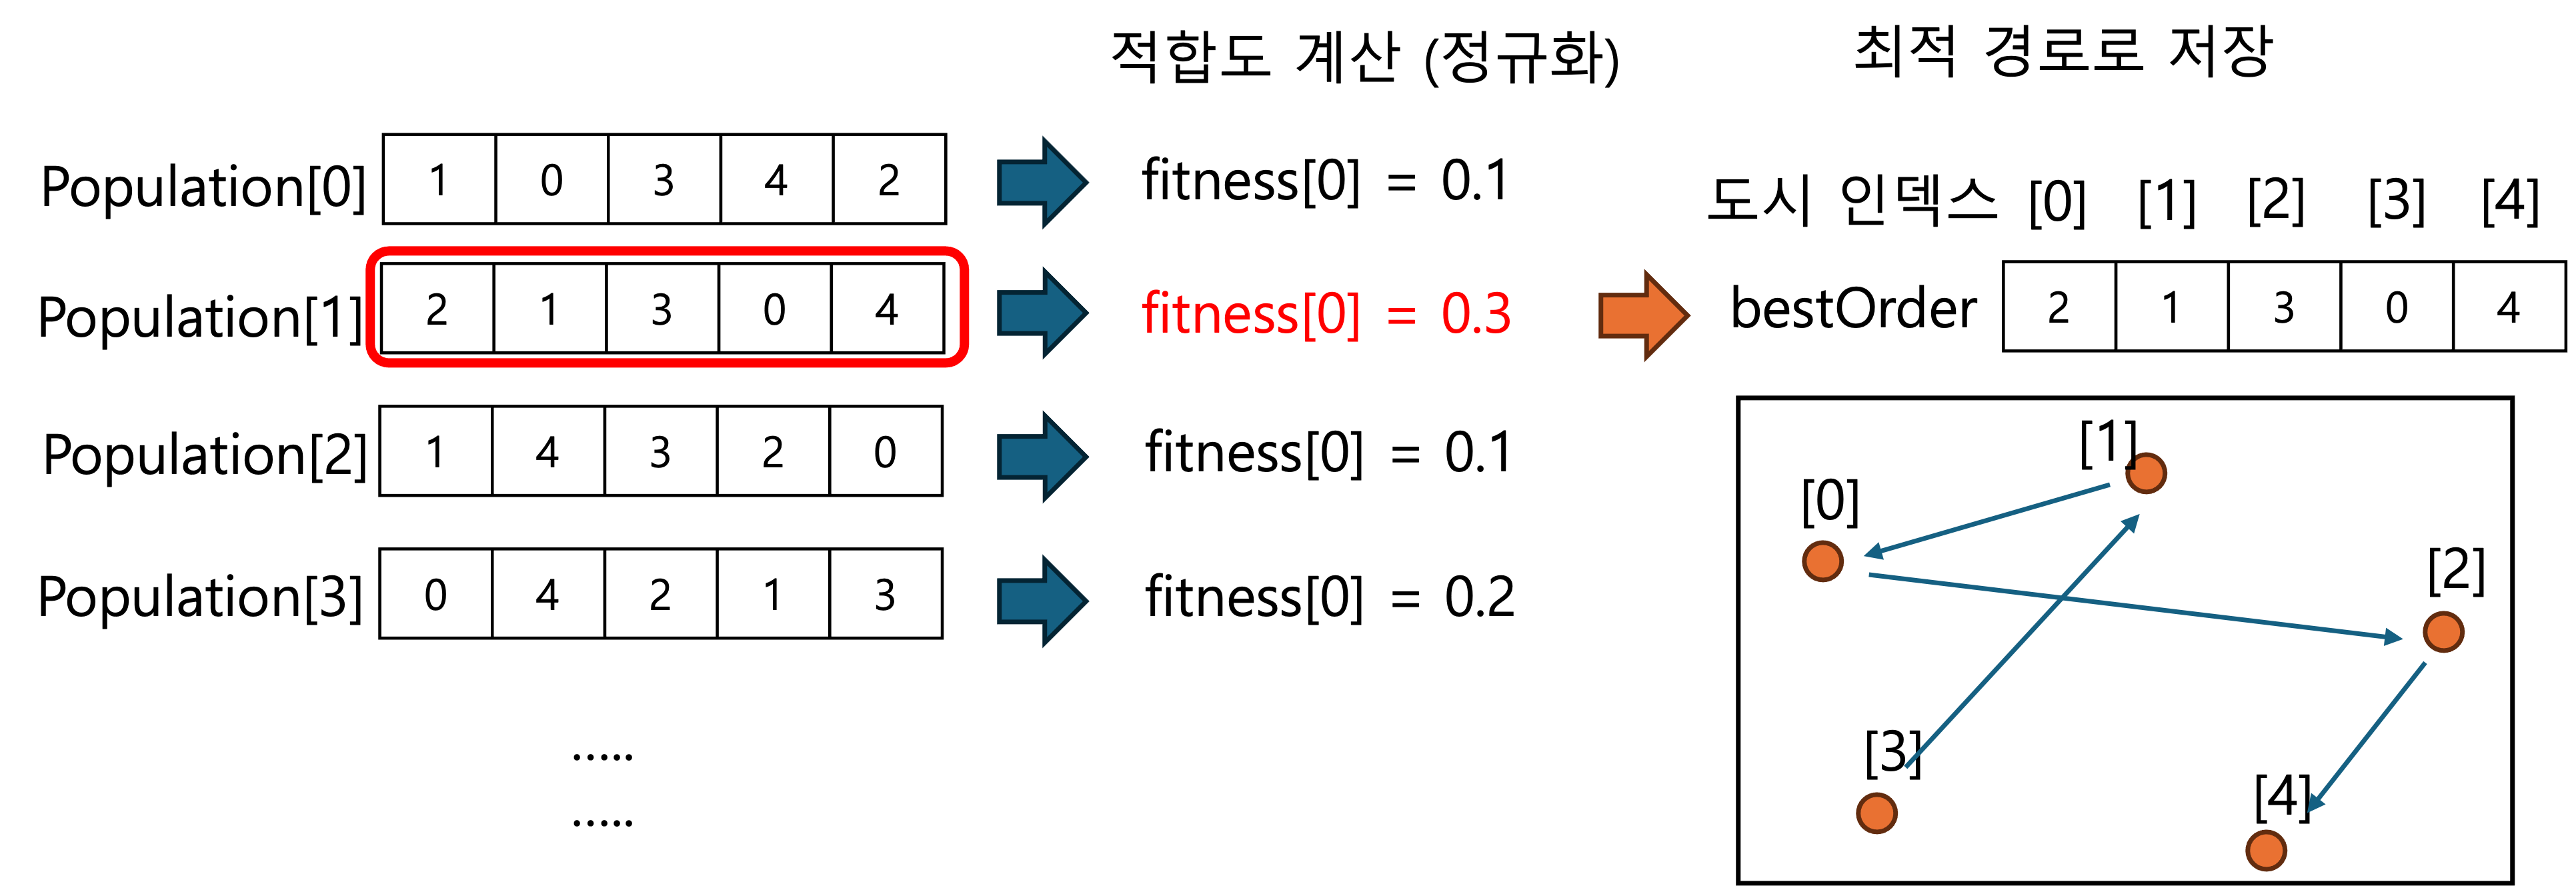 적합도 계산 (정규화)
최적 경로로 저장
Population[0] 1 0 3 4 2 fitness[0] = 0.1
도시 인덱스 [0] [1] [2] [3] [4]
Population[1] 2 1 3 0 4 fitness[0] = 0.3
bestOrder 2 1 3 0 4
Population[2] 1 4 3 2 0 fitness[0] = 0.1
Population[3] 0 4 2 1 3 fitness[0] = 0.2
.....
.....
[1]
[0]
[2]
[3]
[4]